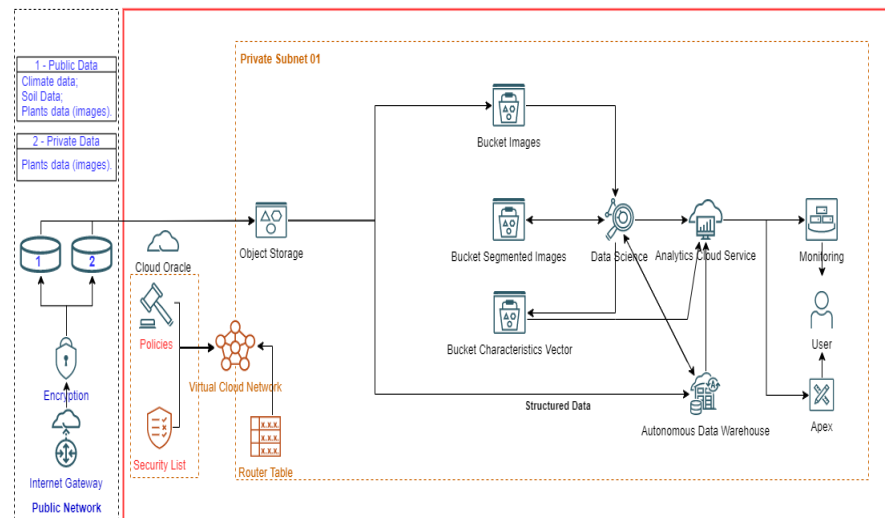 1 - Public Data
Climate data;
Soil Data;
Plants data (images).
2 - Private Data
Plants data (images).
1
2
Encryption
Internet Gateway
Public Network
Cloud Oracle
Policies
Security List
Virtual Cloud Network
Router Table
Private Subnet 01
Object Storage
Bucket Images
Bucket Segmented Images
Data Science
Analytics Cloud Service
Monitoring
Bucket Characteristics Vector
User
Structured Data
Autonomous Data Warehouse
Apex
x.x.x.
x.x.x.
x.x.x.
A